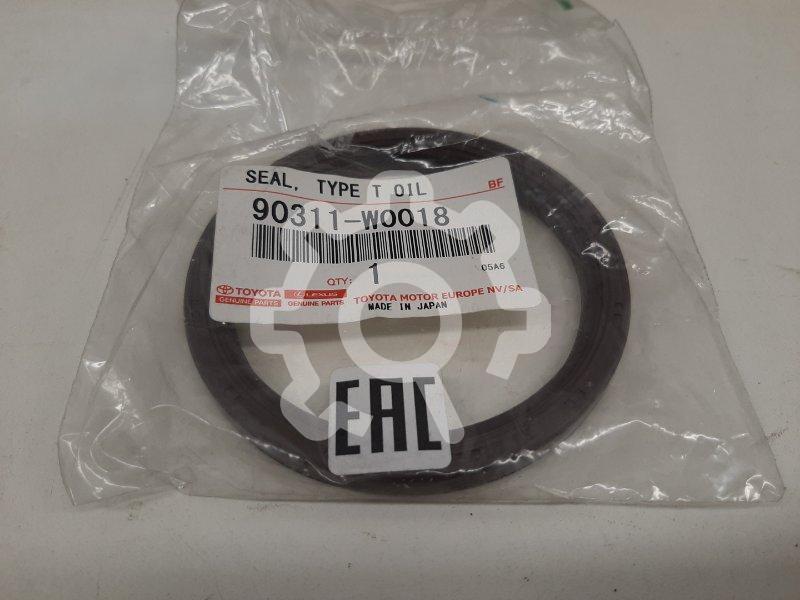 SEAL, TYPE T OIL BF
90311-W0018
QTY: 1 05A6
TOYOTA LEXUS TOYOTA MOTOR EUROPE NV/SA
GENUINE PARTS GENUINE PARTS MADE IN JAPAN
EAC